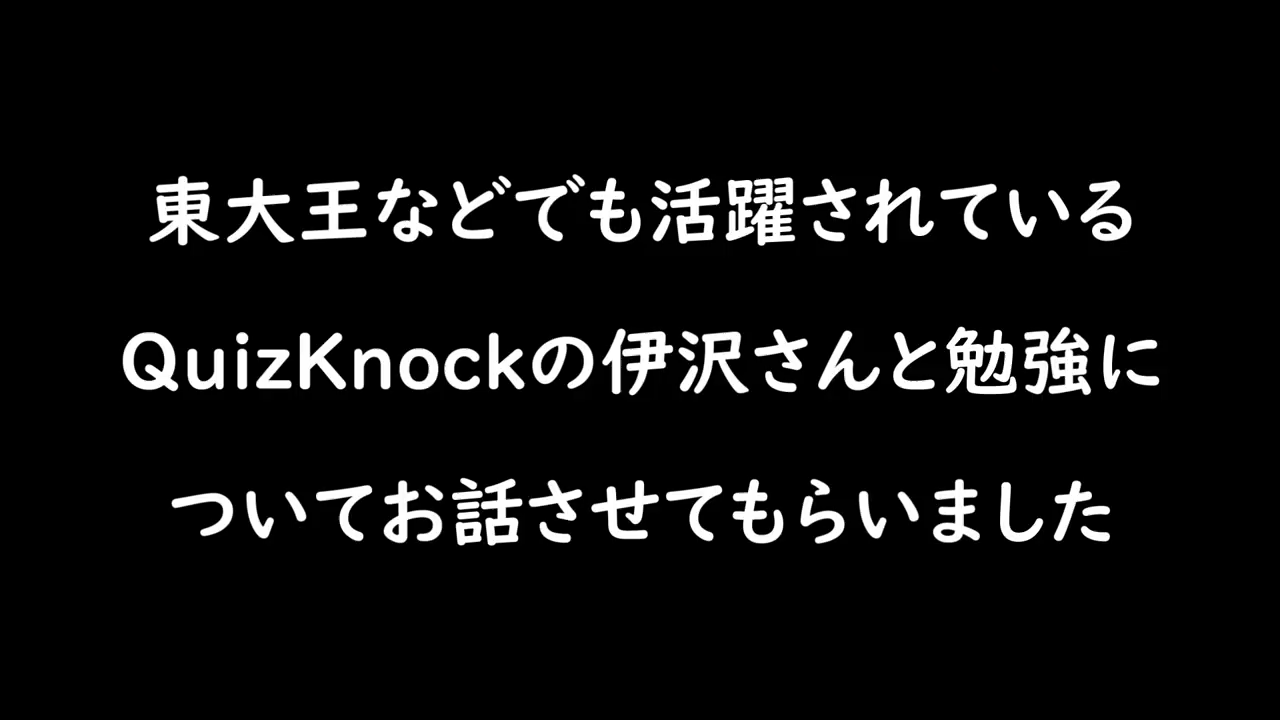 東大王などでも活躍されている
QuizKnockの伊沢さんと勉強に
ついてお話させてもらいました